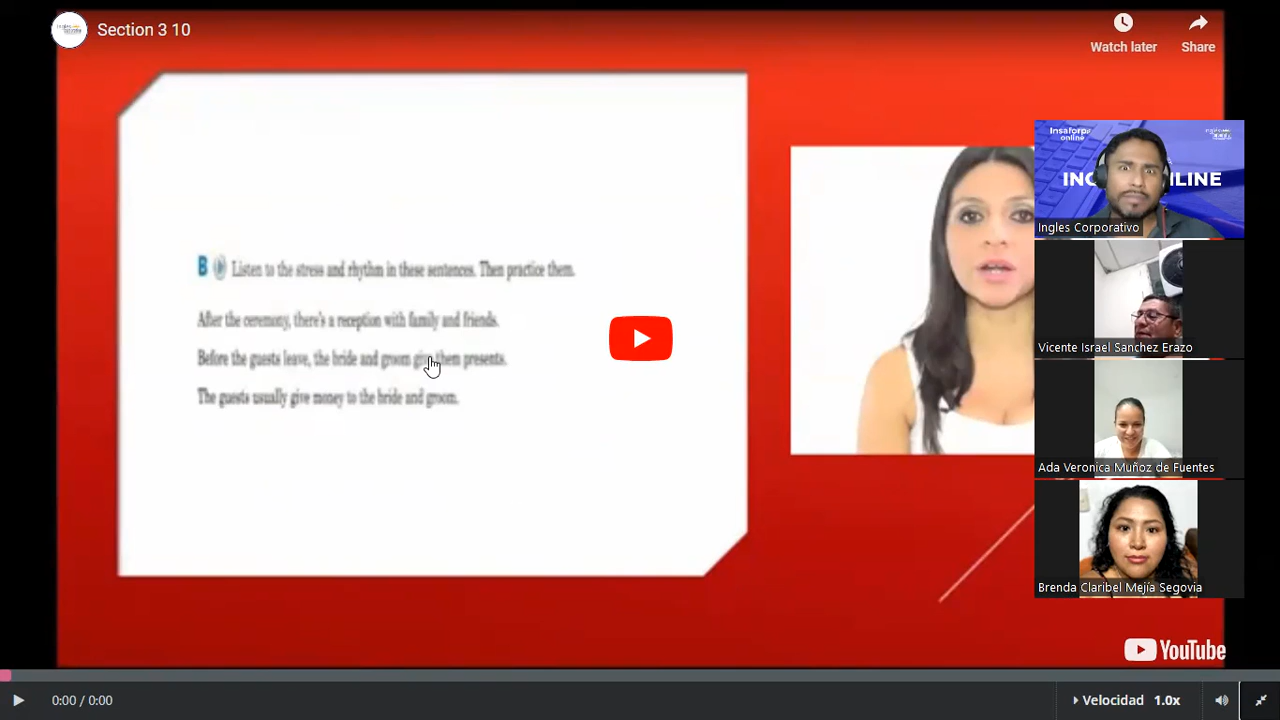 Section 3 10
Watch later
Share
B Listen to the stress and rhythm in these sentences. Then practice them.
After the ceremony, there's a reception with family and friends.
Before the guests leave, the bride and groom give them presents.
The guests usually give money to the bride and groom.
Insaforp
online
ING ILINE
Ingles Corporativo
Vicente Israel Sanchez Erazo
Ada Veronica Muñoz de Fuentes
Brenda Claribel Mejía Segovia
YouTube
0:00 / 0:00
Velocidad 1.0x